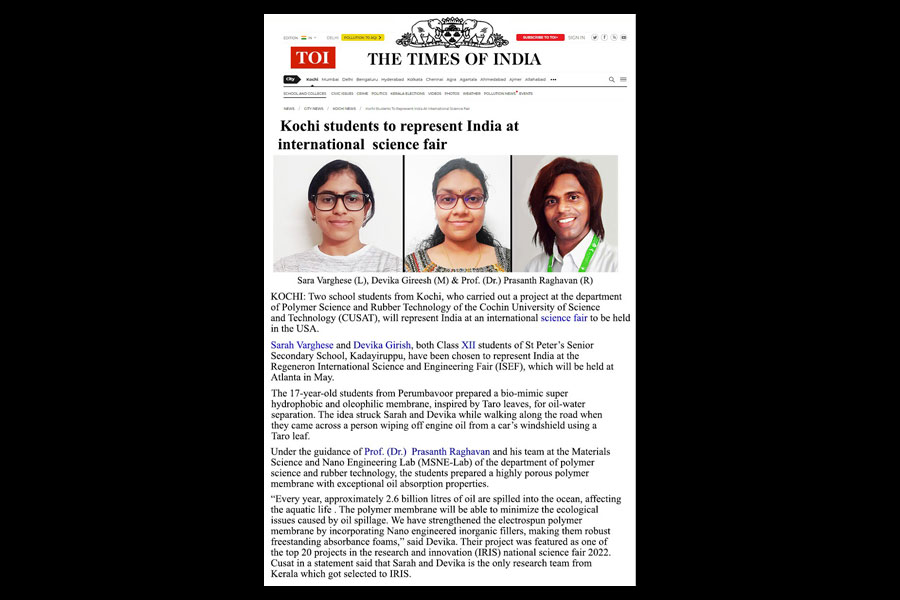 EDITION IN DELHI POLLUTION TO AQI SUBSCRIBE TO TOI+ SIGN IN
TOI THE TIMES OF INDIA
City Kochi Mumbai Delhi Bengaluru Hyderabad Kolkata Chennai Agra Agartala Ahmedabad Ajmer Allahabad
SCHOOL AND COLLEGES CIVIC ISSUES CRIME POLITICS KERALA ELECTIONS VIDEOS PHOTOS WEATHER POLLUTION NEWS EVENTS
NEWS / CITY NEWS / KOCHI NEWS / Kochi Students To Represent India At International Science Fair
Kochi students to represent India at
international science fair
Sara Varghese (L), Devika Gireesh (M) & Prof. (Dr.) Prasanth Raghavan (R)
KOCHI: Two school students from Kochi, who carried out a project at the department
of Polymer Science and Rubber Technology of the Cochin University of Science
and Technology (CUSAT), will represent India at an international science fair to be held
in the USA.
Sarah Varghese and Devika Girish, both Class XII students of St Peter's Senior
Secondary School, Kadayiruppu, have been chosen to represent India at the
Regeneron International Science and Engineering Fair (ISEF), which will be held at
Atlanta in May.
The 17-year-old students from Perumbavoor prepared a bio-mimic super
hydrophobic and oleophilic membrane, inspired by Taro leaves, for oil-water
separation. The idea struck Sarah and Devika while walking along the road when
they came across a person wiping off engine oil from a car's windshield using a
Taro leaf.
Under the guidance of Prof. (Dr.) Prasanth Raghavan and his team at the Materials
Science and Nano Engineering Lab (MSNE-Lab) of the department of polymer
science and rubber technology, the students prepared a highly porous polymer
membrane with exceptional oil absorption properties.
“Every year, approximately 2.6 billion litres of oil are spilled into the ocean, affecting
the aquatic life . The polymer membrane will be able to minimize the ecological
issues caused by oil spillage. We have strengthened the electrospun polymer
membrane by incorporating Nano engineered inorganic fillers, making them robust
freestanding absorbance foams,” said Devika. Their project was featured as one of
the top 20 projects in the research and innovation (IRIS) national science fair 2022.
Cusat in a statement said that Sarah and Devika is the only research team from
Kerala which got selected to IRIS.